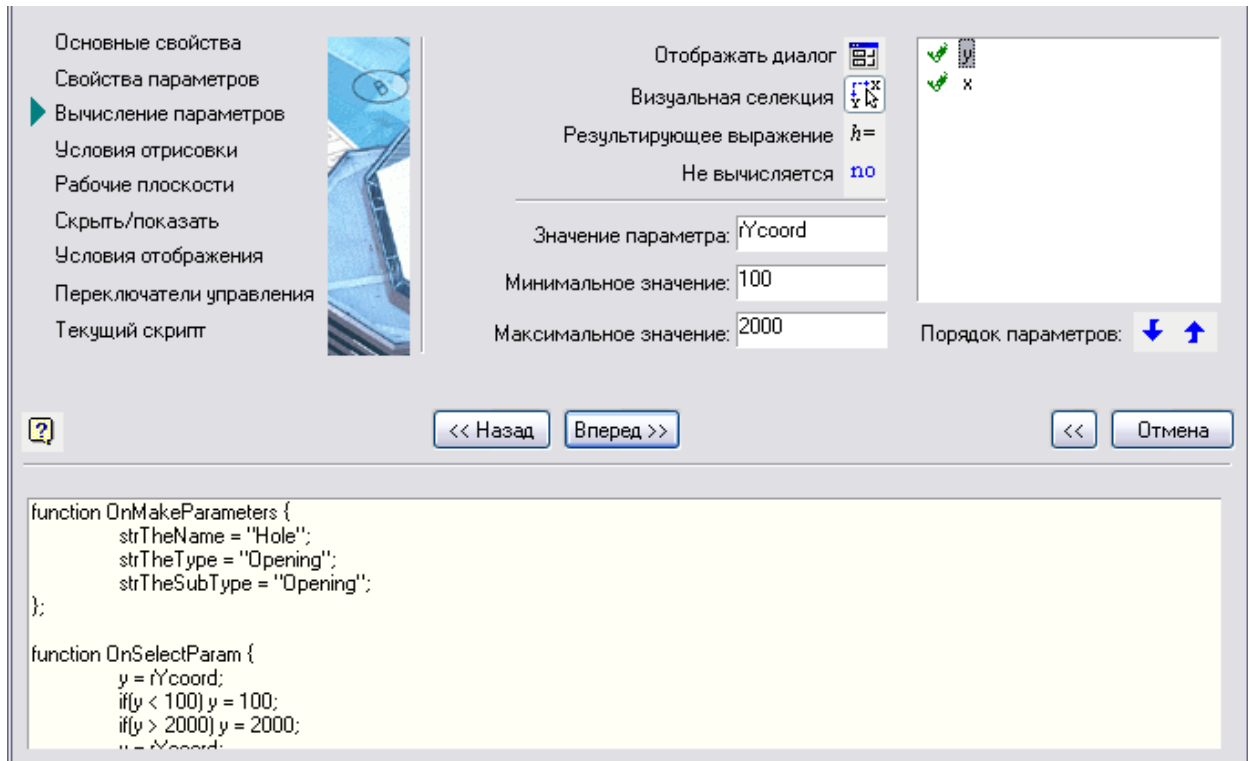 Основные свойства
Свойства параметров
Вычисление параметров
Условия отрисовки
Рабочие плоскости
Скрыть/показать
Условия отображения
Переключатели управления
Текущий скрипт
B
Отображать диалог
Визуальная селекция
Результирующее выражение h=
Не вычисляется no
Значение параметра: rYcoord
Минимальное значение: 100
Максимальное значение: 2000
y
x
Порядок параметров:
<< Назад
Вперед >>
<<
Отмена
function OnMakeParameters {
strTheName = "Hole";
strTheType = "Opening";
strTheSubType = "Opening";
};
function OnSelectParam {
y = rYcoord;
if(y < 100) y = 100;
if(y > 2000) y = 2000;